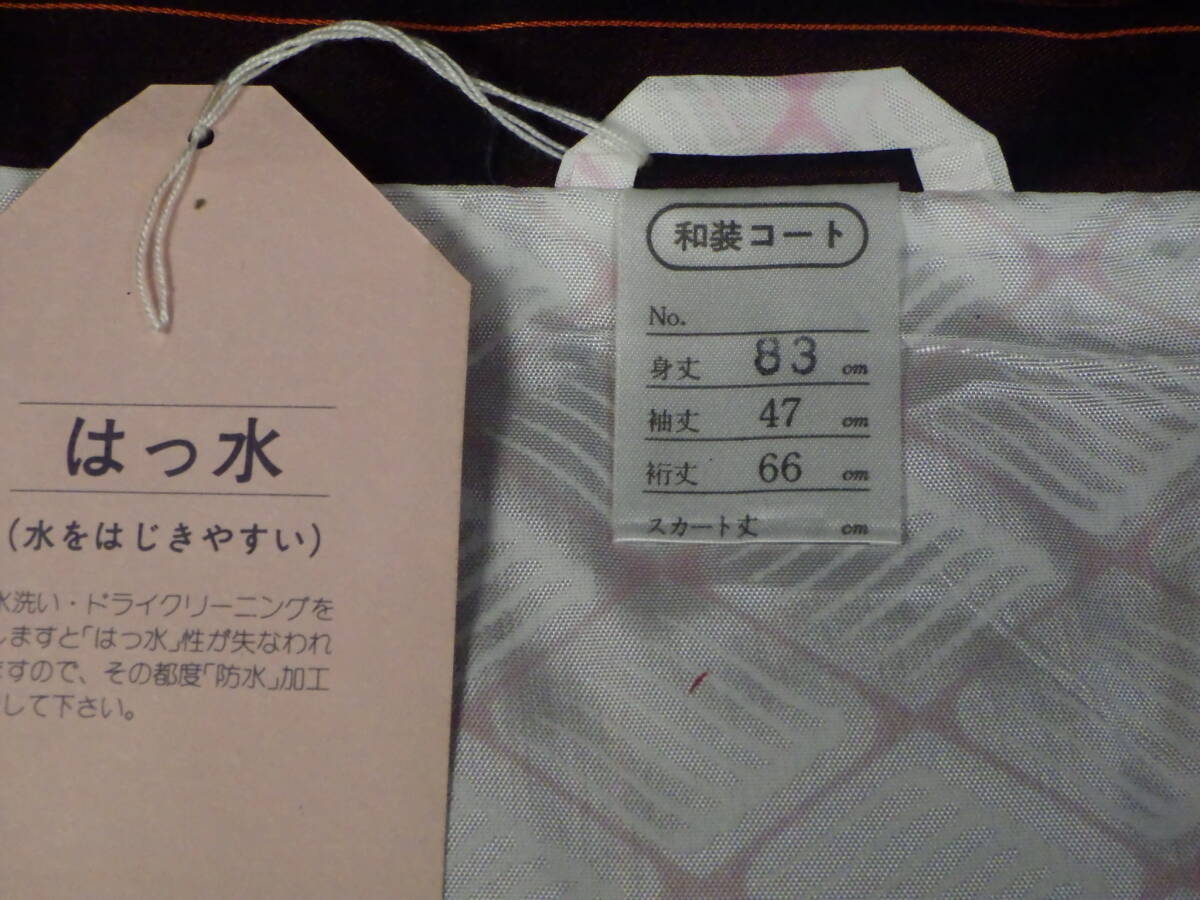 はっ水
(水をはじきやすい)
水洗い・ドライクリーニングを
しますと「はっ水」性が失なわれ
ますので、その都度「防水」加工
して下さい。
和装コート
No.
身丈 83 cm
袖丈 47 cm
裄丈 66 cm
スカート丈 cm